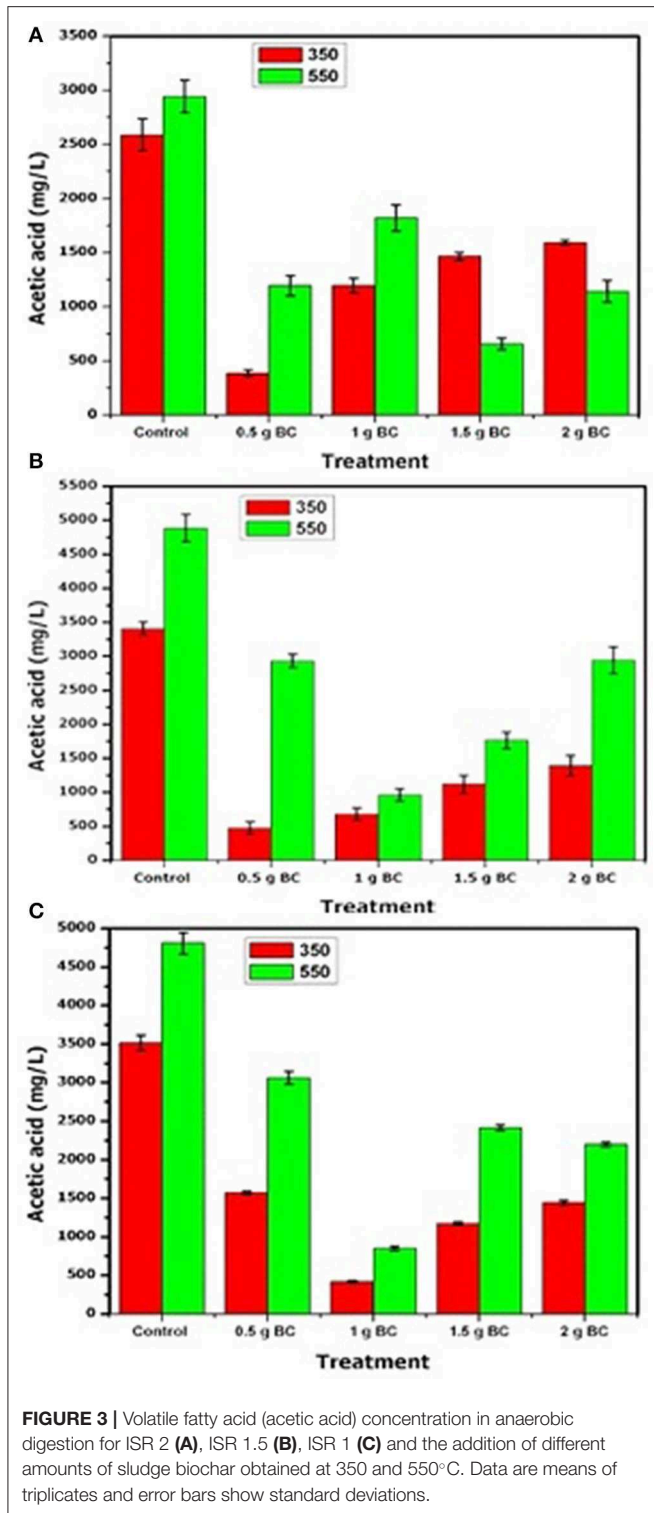 A
3500
3000
2500
2000
1500
1000
500
0
Acetic acid (mg/L)
350
550
Control 0.5 g BC 1 g BC 1.5 g BC 2 g BC
Treatment
B
5500
5000
4500
4000
3500
3000
2500
2000
1500
1000
500
0
Acetic acid (mg/L)
350
550
Control 0.5 g BC 1 g BC 1.5 g BC 2 g BC
Treatment
C
5000
4500
4000
3500
3000
2500
2000
1500
1000
500
0
Acetic acid (mg/L)
350
550
Control 0.5 g BC 1 g BC 1.5 g BC 2 g BC
Treatment
FIGURE 3 | Volatile fatty acid (acetic acid) concentration in anaerobic
digestion for ISR 2 (A), ISR 1.5 (B), ISR 1 (C) and the addition of different
amounts of sludge biochar obtained at 350 and 550°C. Data are means of
triplicates and error bars show standard deviations.